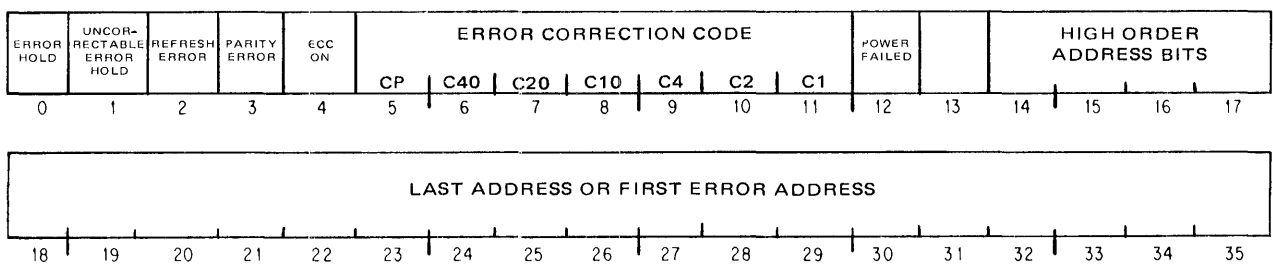 ERROR HOLD
UNCOR-
RECTABLE
ERROR
HOLD
REFRESH
ERROR
PARITY
ERROR
ECC
ON
ERROR CORRECTION CODE
CP C40 C20 C10 C4 C2 C1
POWER
FAILED
HIGH ORDER
ADDRESS BITS
0 1 2 3 4 5 6 7 8 9 10 11 12 13 14 15 16 17
LAST ADDRESS OR FIRST ERROR ADDRESS
18 19 20 21 22 23 24 25 26 27 28 29 30 31 32 33 34 35